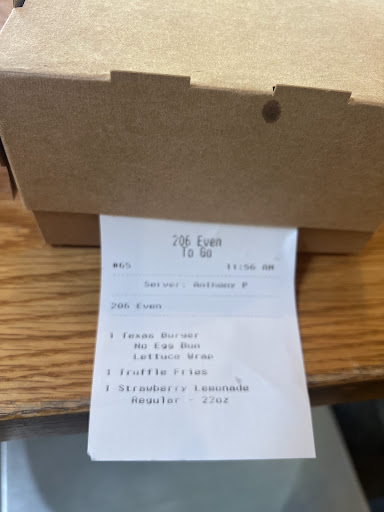 206 Even
To Go
#65 11:56 AM
Server: Anthony P
206 Even
1 Texas Burger
No Egg Bun
Lettuce Wrap
1 Truffle Fries
1 Strawberry Lemonade
Regular - 22oz